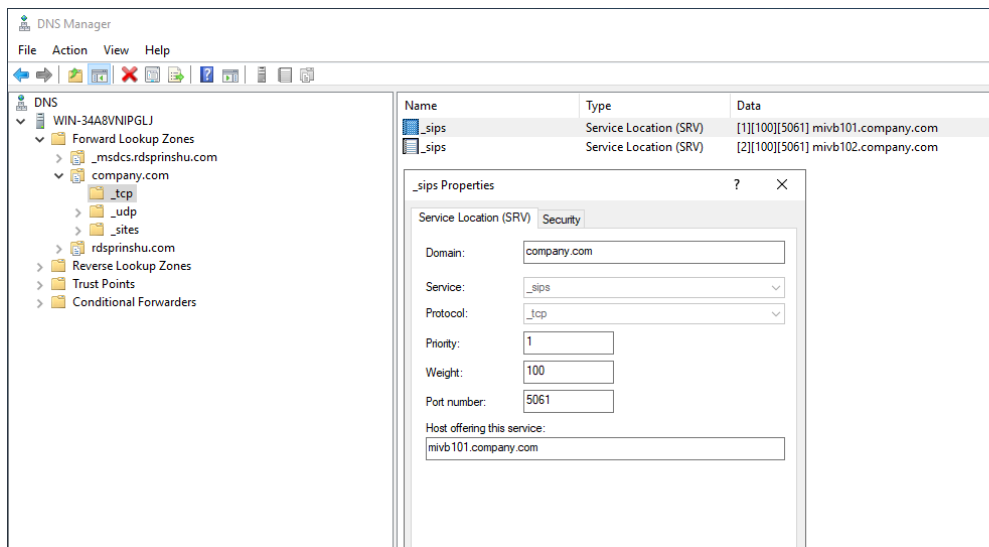 DNS Manager
File Action View Help
DNS
WIN-34A8VNIPGLJ
Forward Lookup Zones
_msdcs.rdsprinshu.com
company.com
_tcp
_udp
_sites
rdsprinshu.com
Reverse Lookup Zones
Trust Points
Conditional Forwarders
Name Type Data
_sips Service Location (SRV) [1][100][5061] mivb101.company.com
_sips Service Location (SRV) [2][100][5061] mivb102.company.com
_sips Properties ? X
Service Location (SRV) Security
Domain: company.com
Service: _sips
Protocol: _tcp
Priority: 1
Weight: 100
Port number: 5061
Host offering this service:
mivb101.company.com